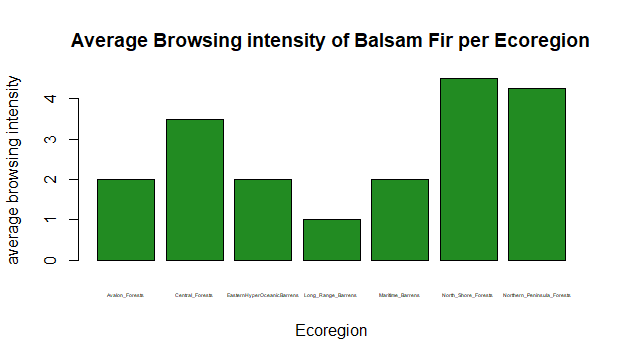 Average Browsing intensity of Balsam Fir per Ecoregion
average browsing intensity
4
3
2
1
0
Avalon_Forests Central_Forests EasternHyperOceanicBarrens Long_Range_Barrens Maritime_Barrens North_Shore_Forests Northern_Peninsula_Forests
Ecoregion